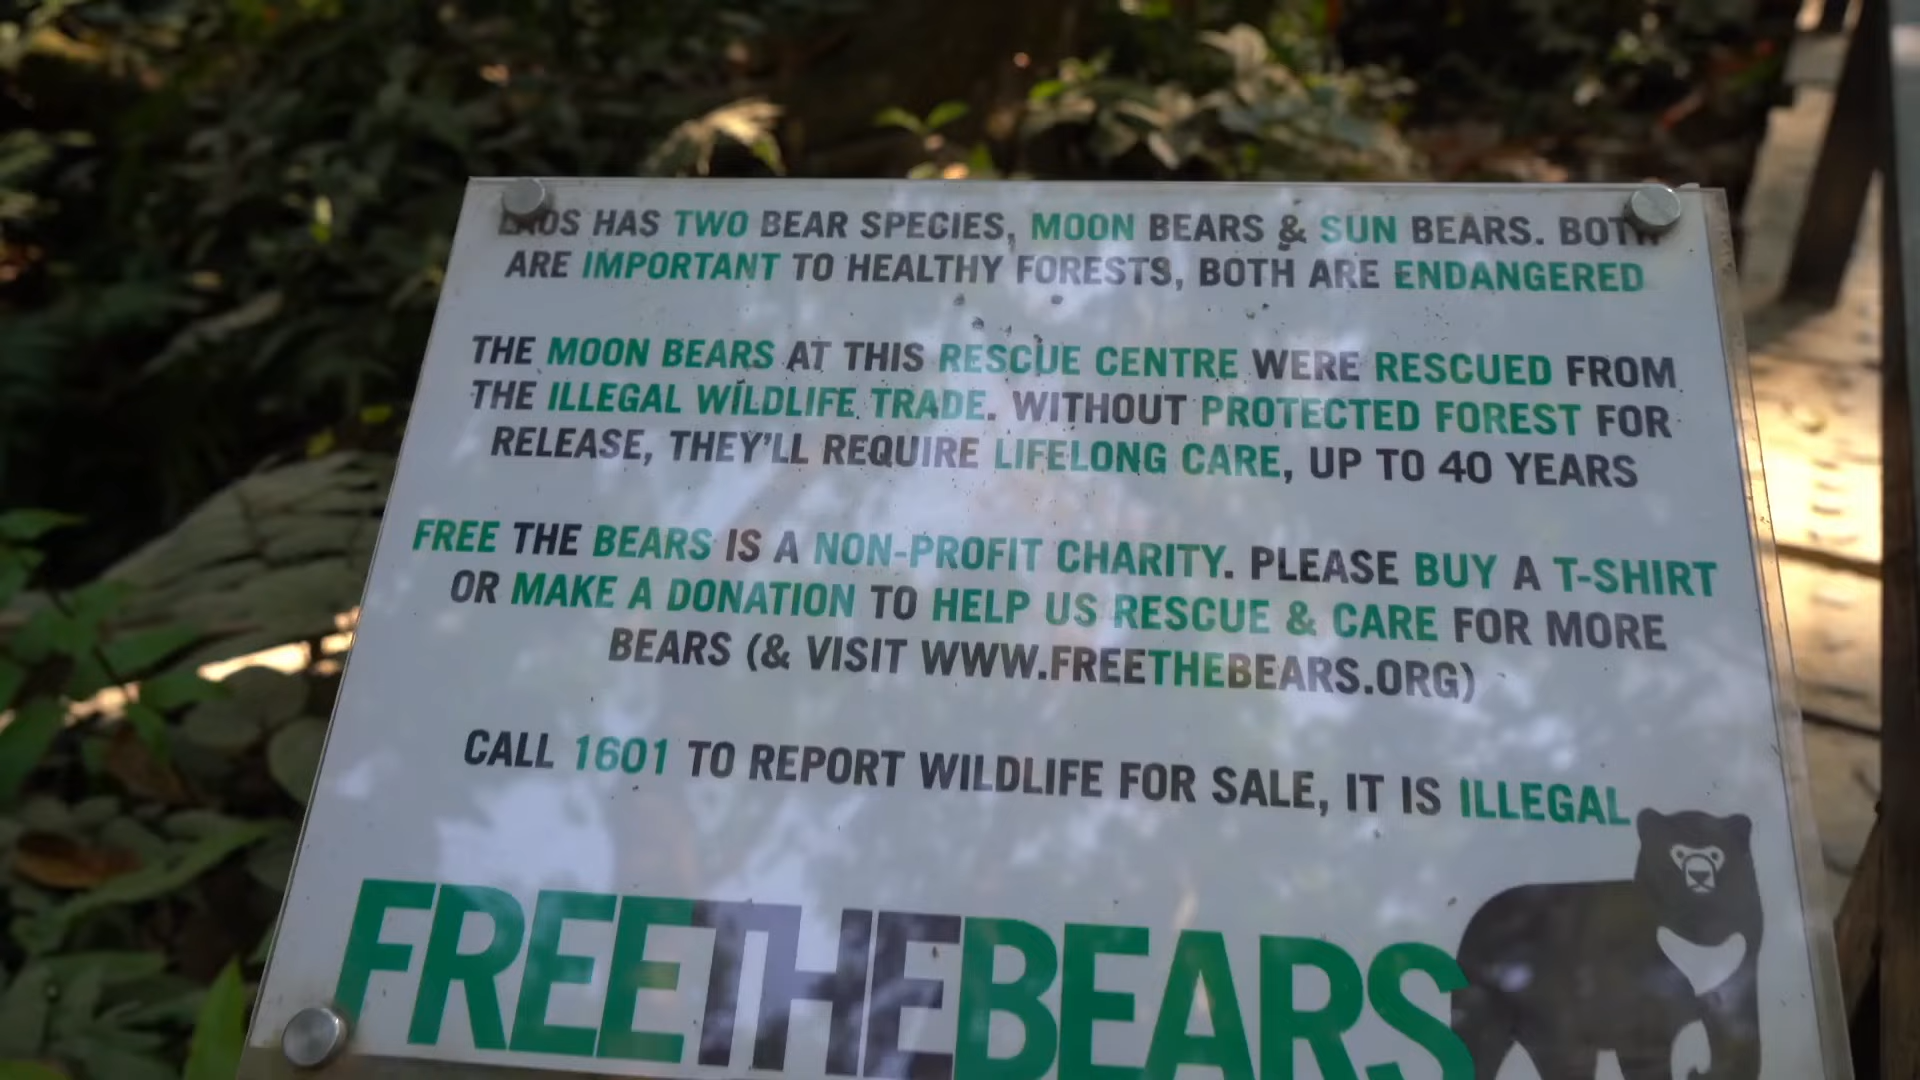 LAOS HAS TWO BEAR SPECIES, MOON BEARS & SUN BEARS. BOTH
ARE IMPORTANT TO HEALTHY FORESTS, BOTH ARE ENDANGERED
THE MOON BEARS AT THIS RESCUE CENTRE WERE RESCUED FROM
THE ILLEGAL WILDLIFE TRADE. WITHOUT PROTECTED FOREST FOR
RELEASE, THEY'LL REQUIRE LIFELONG CARE, UP TO 40 YEARS
FREE THE BEARS IS A NON-PROFIT CHARITY. PLEASE BUY A T-SHIRT
OR MAKE A DONATION TO HELP US RESCUE & CARE FOR MORE
BEARS (& VISIT WWW.FREETHEBEARS.ORG)
CALL 1601 TO REPORT WILDLIFE FOR SALE, IT IS ILLEGAL
FREETHEBEARS